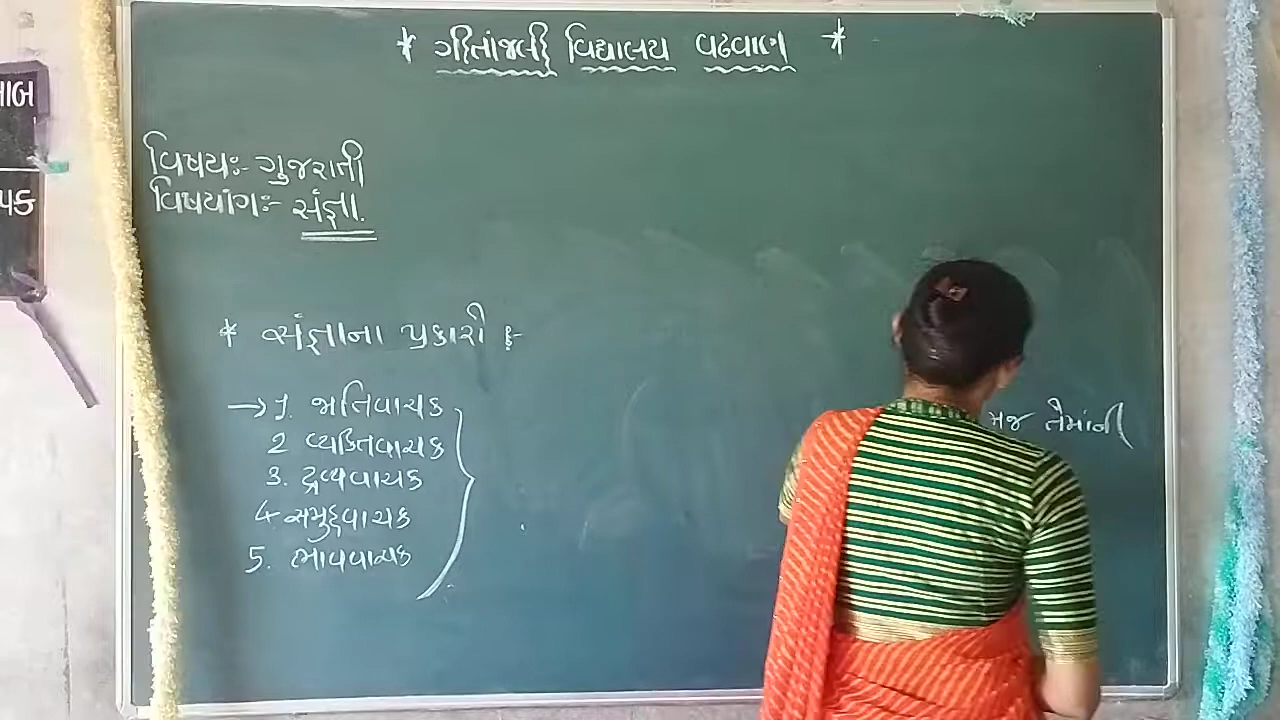 * ગીતાંજલી વિદ્યાલય વઢવાણ *
વિષયઃ- ગુજરાતી
વિષયાંગઃ- સંજ્ઞા.
* સંજ્ઞાના પ્રકારો ઃ-
→ 1. જાતિવાચક
2 વ્યક્તિવાચક
3. દ્રવ્યવાચક
4 સમુહવાચક
5. ભાવવાચક
મજ તેમાંની